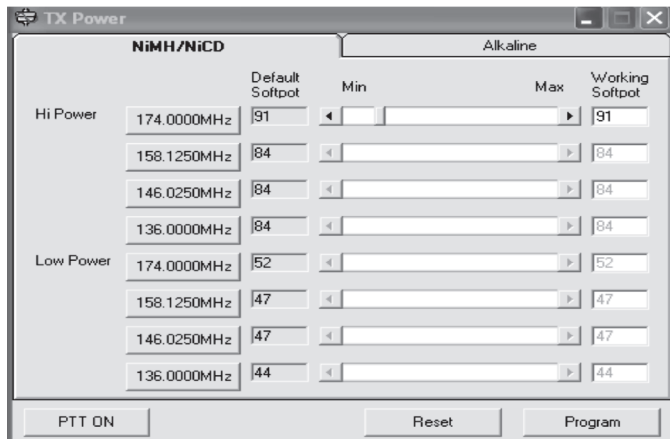 TX Power
NiMH/NiCD Alkaline
Default Softpot Min Max Working Softpot
Hi Power 174.0000MHz 91 91
158.1250MHz 84 84
146.0250MHz 84 84
136.0000MHz 84 84
Low Power 174.0000MHz 52 52
158.1250MHz 47 47
146.0250MHz 47 47
136.0000MHz 44 44
PTT ON Reset Program